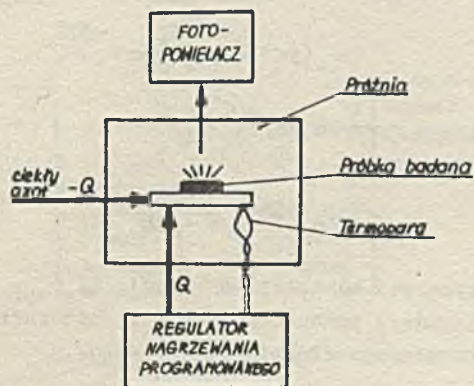 FOTO-
POWIELACZ
Próżnia
Próbka badana
ciekły
azot
-Q
Termopara
Q
REGULATOR
NAGRZEWANIA
PROGRAMOWANEGO